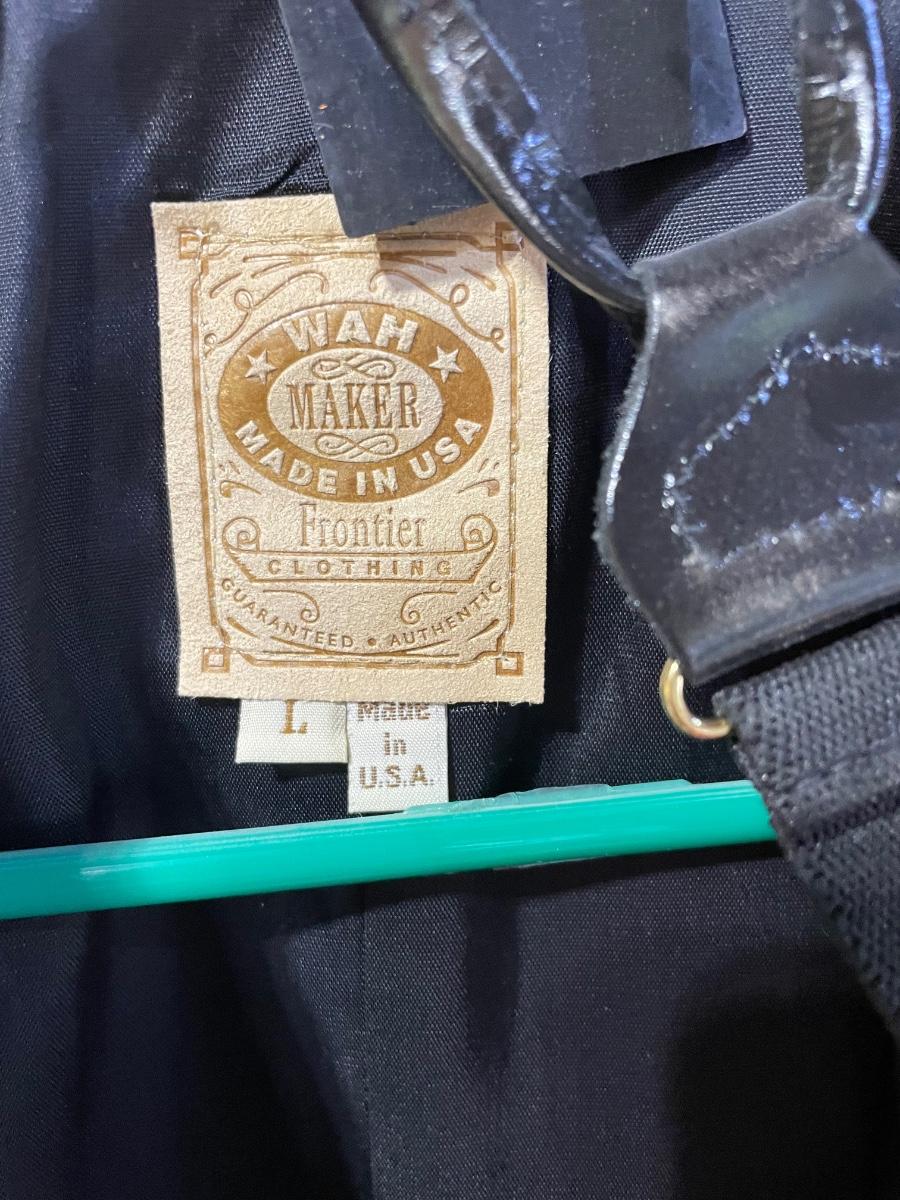 WAH
MAKER
MADE IN USA
Frontier
CLOTHING
GUARANTEED • AUTHENTIC
L
Made
in
U.S.A.